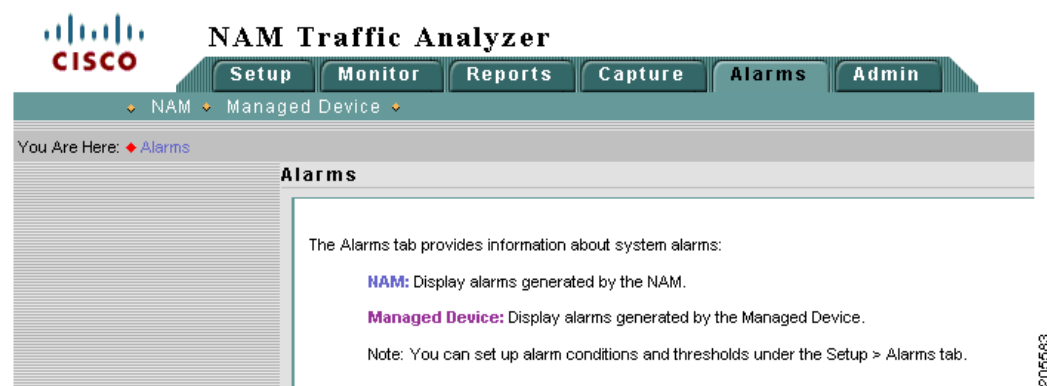 CISCO
NAM Traffic Analyzer
Setup Monitor Reports Capture Alarms Admin
NAM Managed Device
You Are Here: Alarms
Alarms
The Alarms tab provides information about system alarms:
NAM: Display alarms generated by the NAM.
Managed Device: Display alarms generated by the Managed Device.
Note: You can set up alarm conditions and thresholds under the Setup > Alarms tab.
205583